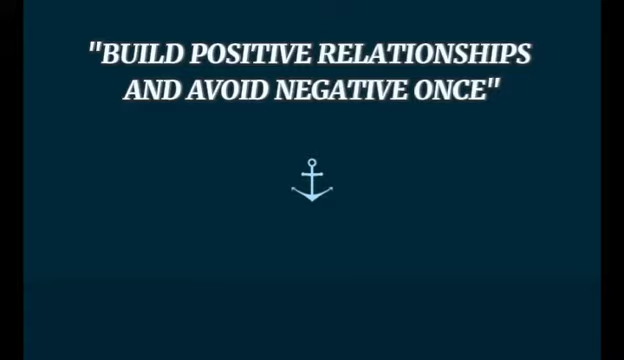 "BUILD POSITIVE RELATIONSHIPS
AND AVOID NEGATIVE ONCE"